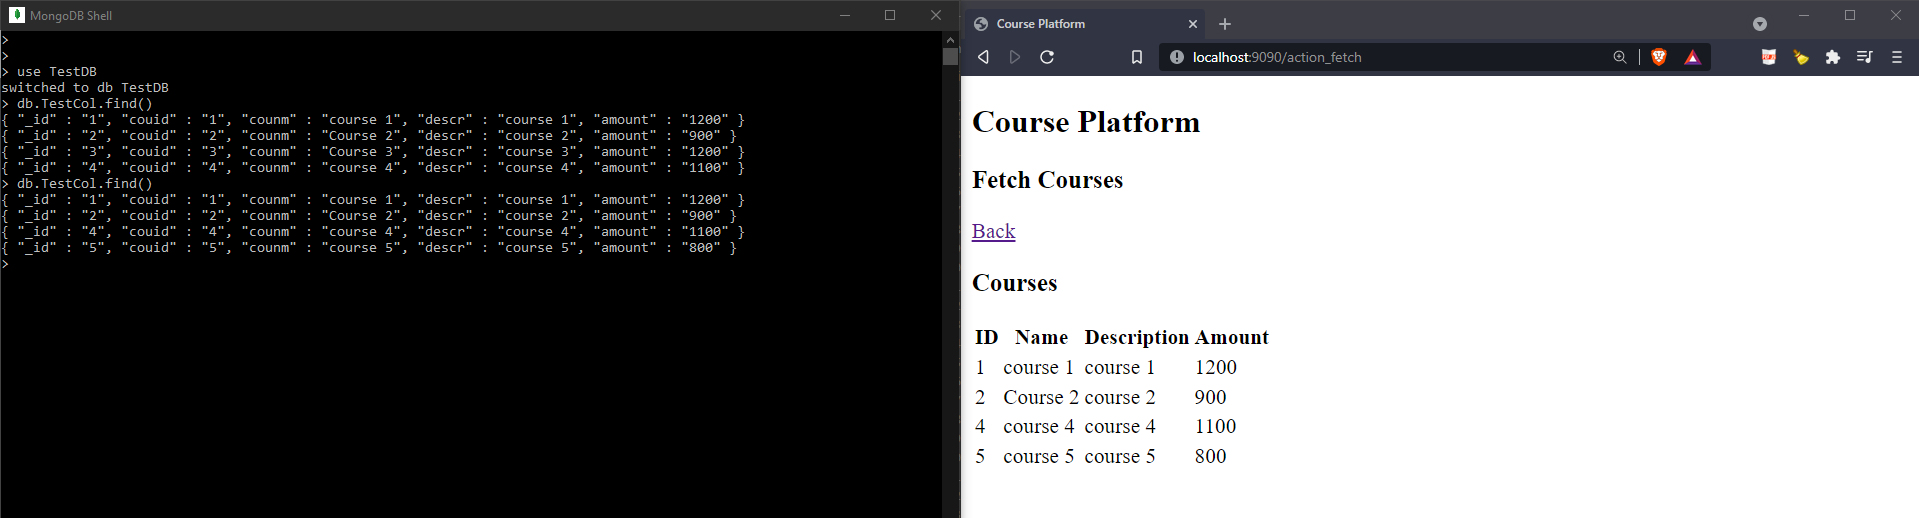 MongoDB Shell
>
>
> use TestDB
switched to db TestDB
> db.TestCol.find()
{ "_id" : "1", "couid" : "1", "counm" : "course 1", "descr" : "course 1", "amount" : "1200" }
{ "_id" : "2", "couid" : "2", "counm" : "Course 2", "descr" : "course 2", "amount" : "900" }
{ "_id" : "3", "couid" : "3", "counm" : "Course 3", "descr" : "course 3", "amount" : "1200" }
{ "_id" : "4", "couid" : "4", "counm" : "course 4", "descr" : "course 4", "amount" : "1100" }
> db.TestCol.find()
{ "_id" : "1", "couid" : "1", "counm" : "course 1", "descr" : "course 1", "amount" : "1200" }
{ "_id" : "2", "couid" : "2", "counm" : "Course 2", "descr" : "course 2", "amount" : "900" }
{ "_id" : "4", "couid" : "4", "counm" : "course 4", "descr" : "course 4", "amount" : "1100" }
{ "_id" : "5", "couid" : "5", "counm" : "course 5", "descr" : "course 5", "amount" : "800" }
>
Course Platform
localhost:9090/action_fetch
Course Platform
Fetch Courses
Back
Courses
ID Name Description Amount
1 course 1 course 1 1200
2 Course 2 course 2 900
4 course 4 course 4 1100
5 course 5 course 5 800